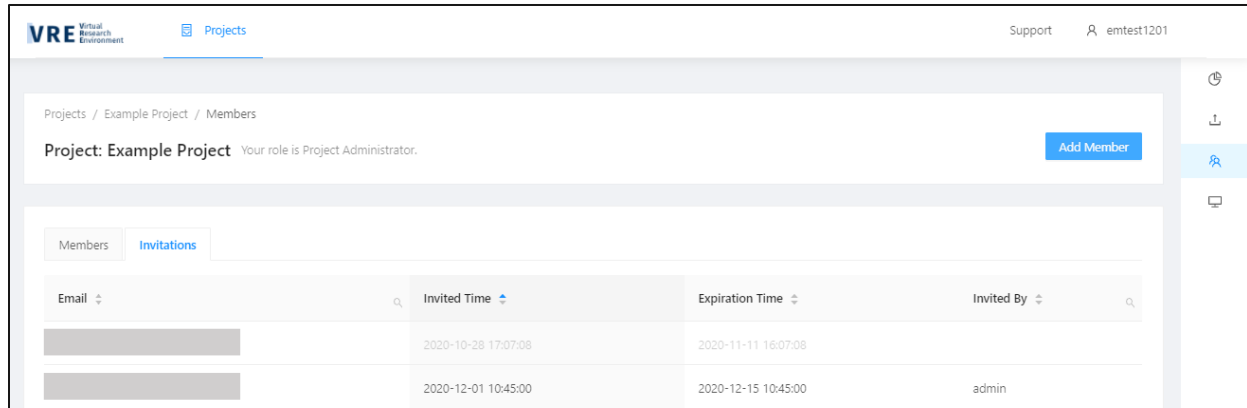 VRE Virtual Research Environment
Projects
Support
emtest1201
Projects / Example Project / Members
Project: Example Project Your role is Project Administrator.
Add Member
Members
Invitations
Email
Invited Time
Expiration Time
Invited By
2020-10-28 17:07:08
2020-11-11 16:07:08
2020-12-01 10:45:00
2020-12-15 10:45:00
admin